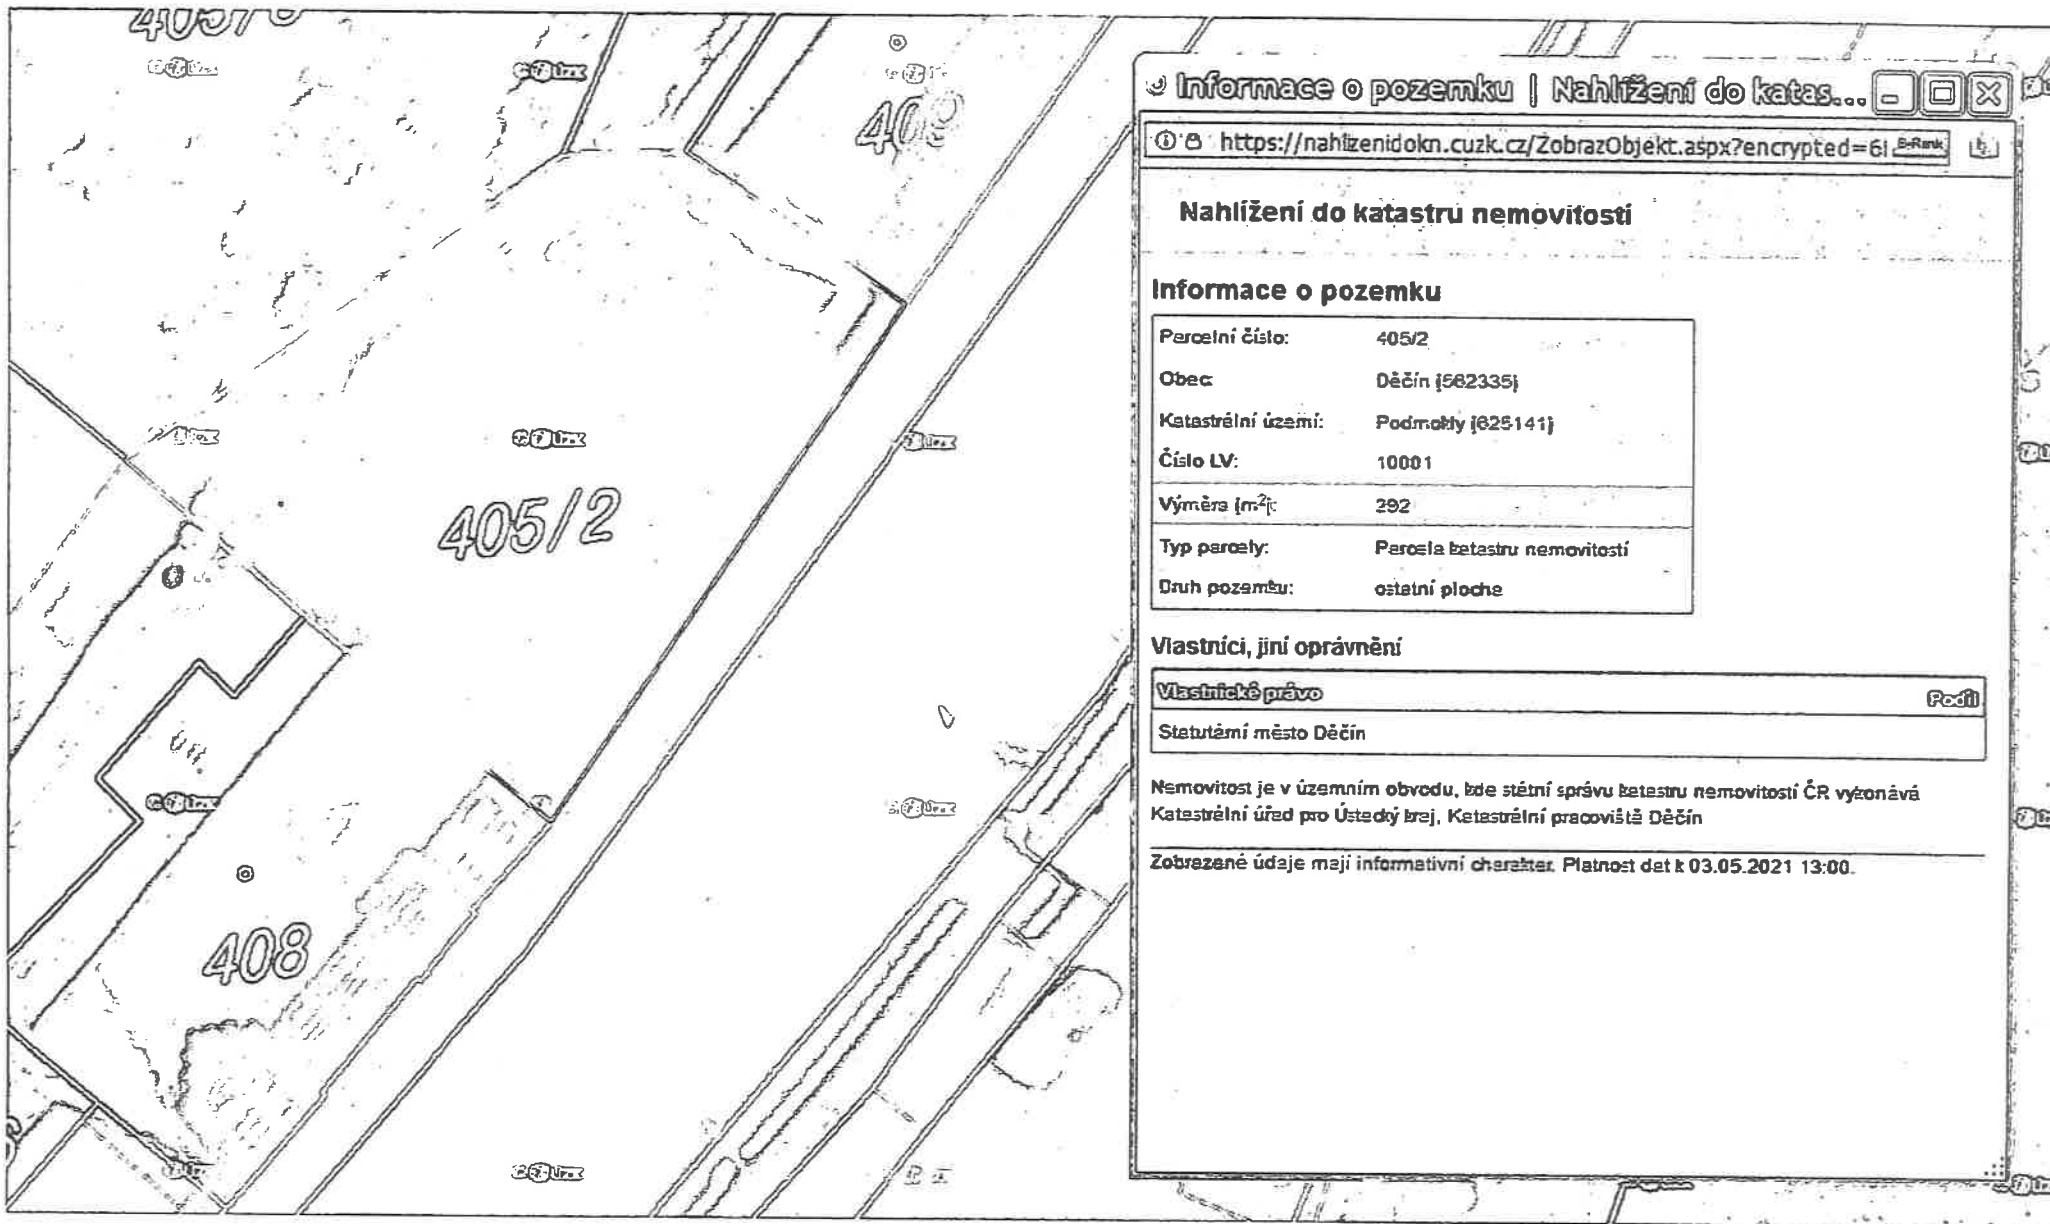 405/2
408
Informace o pozemku | Nahlížení do katas...
https://nahlizenidokn.cuzk.cz/ZobrazObjekt.aspx?encrypted=6
Nahlížení do katastru nemovitostí
Informace o pozemku
Parcelní číslo: 405/2
Obec: Děčín [562335]
Katastrální území: Podmokly [625141]
Číslo LV: 10001
Výměra [m²]: 292
Typ parcely: Parcela katastru nemovitostí
Druh pozemku: ostatní plocha
Vlastníci, jiní oprávnění
Vlastnické právo Podíl
Statutární město Děčín
Nemovitost je v územním obvodu, kde státní správu katastru nemovitostí ČR vykonává
Katastrální úřad pro Ústecký kraj, Katastrální pracoviště Děčín
Zobrazené údaje mají informativní charakter. Platnost dat k 03.05.2021 13:00.